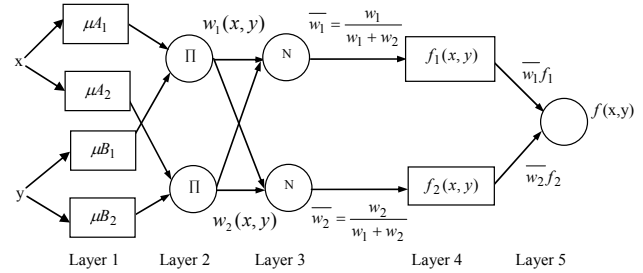 x
y
μA₁
μA₂
μB₁
μB₂
Π
Π
w₁(x, y)
w₂(x, y)
N
N
w̅₁ = w₁ / (w₁ + w₂)
w̅₂ = w₂ / (w₁ + w₂)
f₁(x, y)
f₂(x, y)
w̅₁f₁
w̅₂f₂
f(x,y)
Layer 1 Layer 2 Layer 3 Layer 4 Layer 5